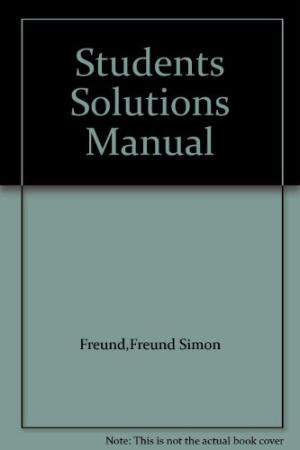 Students
Solutions
Manual
Freund,Freund Simon
Note: This is not the actual book cover